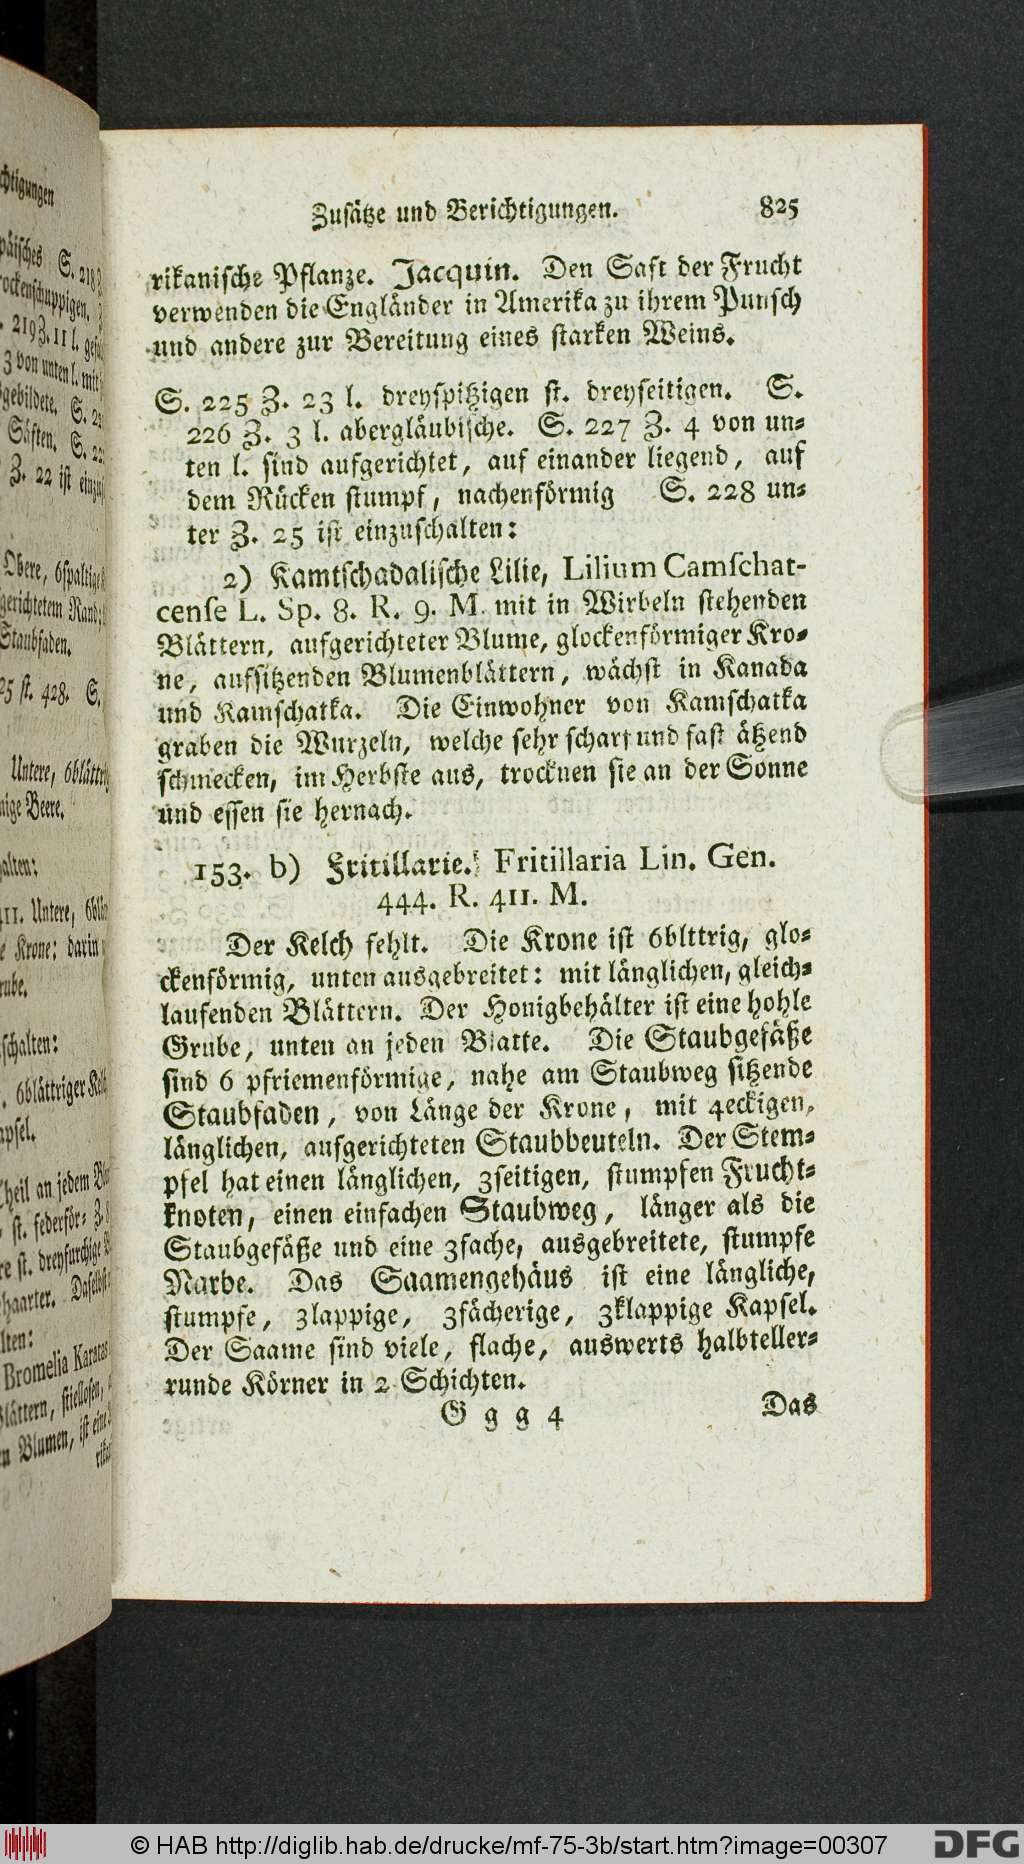 Zusätze und Berichtigungen. 825
rikanische Pflanze. Jacquin. Den Saft der Frucht
verwenden die Engländer in Amerika zu ihrem Punsch
und andere zur Bereitung eines starken Weins.
S. 225 Z. 23 l. dreyspitzigen st. dreyseitigen. S.
226 Z. 3 l. abergläubische. S. 227 Z. 4 von un-
ten l. sind aufgerichtet, auf einander liegend, auf
dem Rücken stumpf, nachenförmig S. 228 un-
ter Z. 25 ist einzuschalten:
2) Kamtschadalische Lilie, Lilium Camschat-
cense L. Sp. 8. R. 9. M. mit in Wirbeln stehenden
Blättern, aufgerichteter Blume, glockenförmiger Kro-
ne, aufsitzenden Blumenblättern, wächst in Kanada
und Kamschatka. Die Einwohner von Kamschatka
graben die Wurzeln, welche sehr scharf und fast ätzend
schmecken, im Herbste aus, trocknen sie an der Sonne
und essen sie hernach.
153. b) Fritillarie. Fritillaria Lin. Gen.
444. R. 411. M.
Der Kelch fehlt. Die Krone ist 6blttrig, glo-
ckenförmig, unten ausgebreitet: mit länglichen, gleich-
laufenden Blättern. Der Honigbehälter ist eine hohle
Grube, unten an jeden Blatte. Die Staubgefäße
sind 6 pfriemenförmige, nahe am Staubweg sitzende
Staubfaden, von Länge der Krone, mit 4eckigen,
länglichen, aufgerichteten Staubbeuteln. Der Stem-
pfel hat einen länglichen, 3seitigen, stumpfen Frucht-
knoten, einen einfachen Staubweg, länger als die
Staubgefäße und eine 3fache, ausgebreitete, stumpfe
Narbe. Das Saamengehäus ist eine längliche,
stumpfe, 3lappige, 3fächerige, 3klappige Kapsel.
Der Saame sind viele, flache, auswerts halbteller-
runde Körner in 2 Schichten.
G g g 4 Das
© HAB http://diglib.hab.de/drucke/mf-75-3b/start.htm?image=00307 DFG